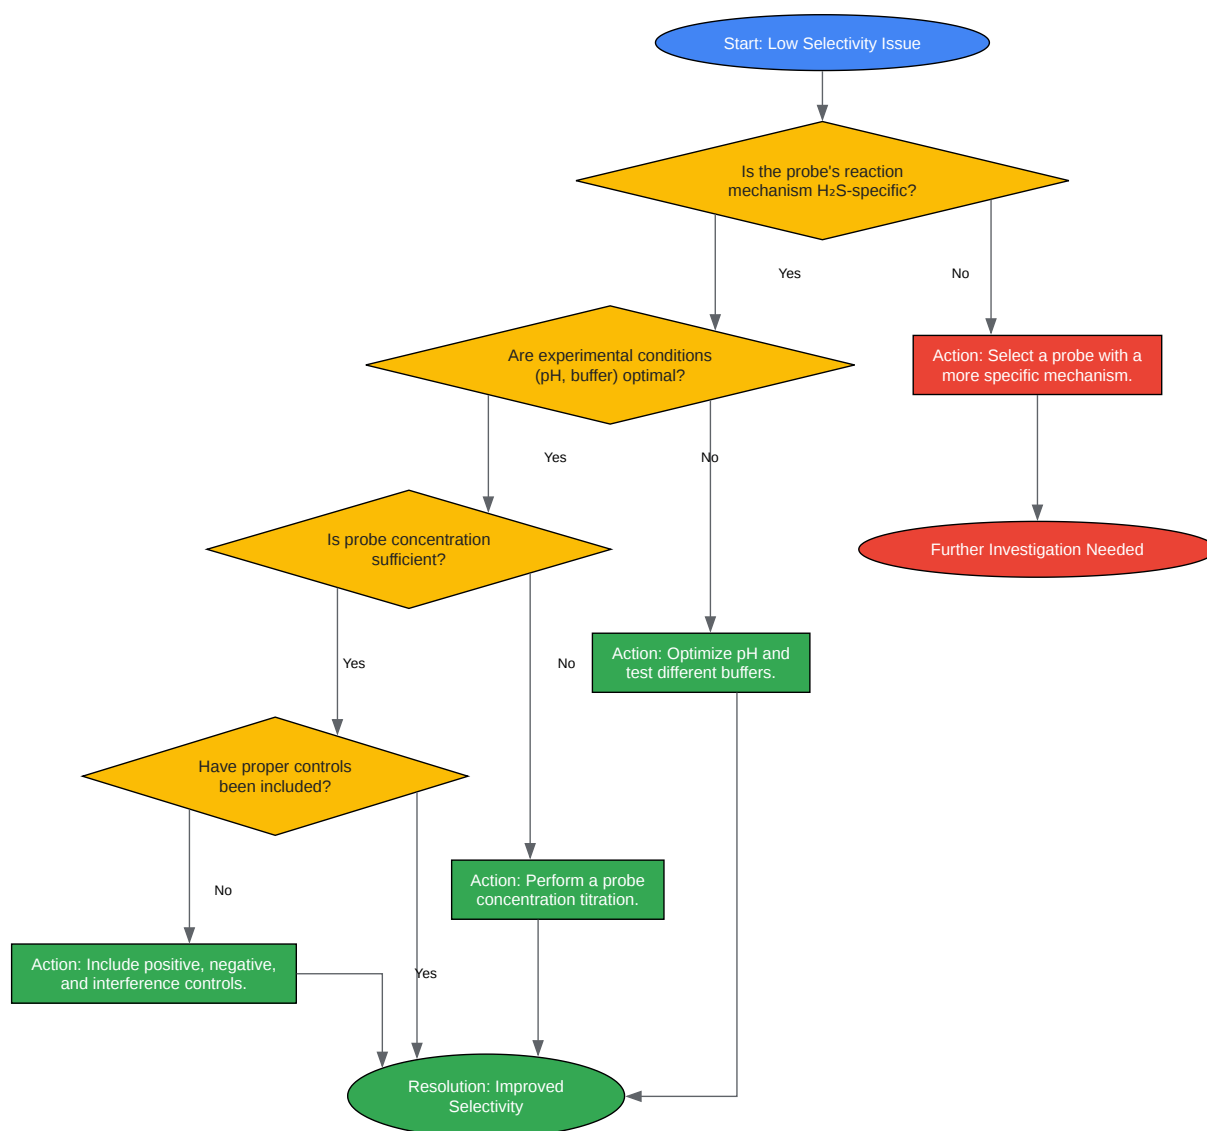 Start: Low Selectivity Issue
Is the probe's reaction
mechanism H₂S-specific?
Yes
No
Are experimental conditions
(pH, buffer) optimal?
Action: Select a probe with a
more specific mechanism.
Yes
No
Is probe concentration
sufficient?
Further Investigation Needed
Yes
No
Action: Optimize pH and
test different buffers.
Have proper controls
been included?
No
Action: Perform a probe
concentration titration.
Action: Include positive, negative,
and interference controls.
Yes
Resolution: Improved
Selectivity